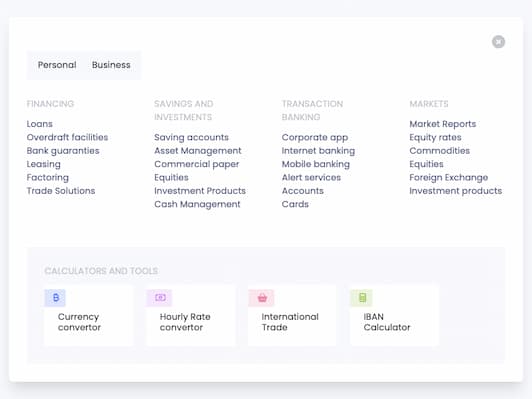 Personal Business
FINANCING
Loans
Overdraft facilities
Bank guaranties
Leasing
Factoring
Trade Solutions
SAVINGS AND
INVESTMENTS
Saving accounts
Asset Management
Commercial paper
Equities
Investment Products
Cash Management
TRANSACTION
BANKING
Corporate app
Internet banking
Mobile banking
Alert services
Accounts
Cards
MARKETS
Market Reports
Equity rates
Commodities
Equities
Foreign Exchange
Investment products
CALCULATORS AND TOOLS
Currency
convertor
Hourly Rate
convertor
International
Trade
IBAN
Calculator